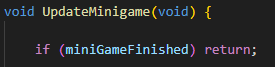 void UpdateMinigame(void) {
if (miniGameFinished) return;